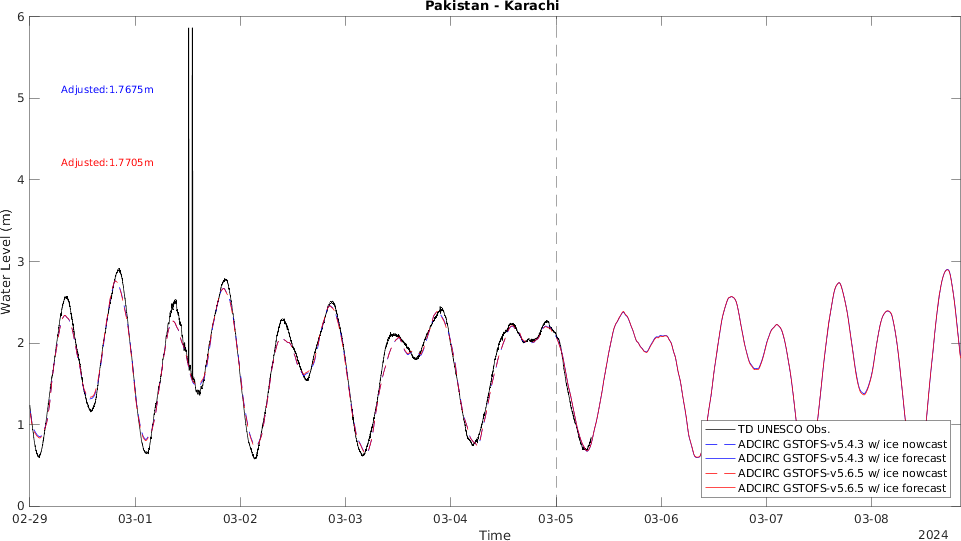 Pakistan - Karachi
6
5
4
3
2
1
0
Water Level (m)
Adjusted:1.7675m
Adjusted:1.7705m
TD UNESCO Obs.
ADCIRC GSTOFS-v5.4.3 w/ ice nowcast
ADCIRC GSTOFS-v5.4.3 w/ ice forecast
ADCIRC GSTOFS-v5.6.5 w/ ice nowcast
ADCIRC GSTOFS-v5.6.5 w/ ice forecast
02-29 03-01 03-02 03-03 03-04 03-05 03-06 03-07 03-08
Time
2024